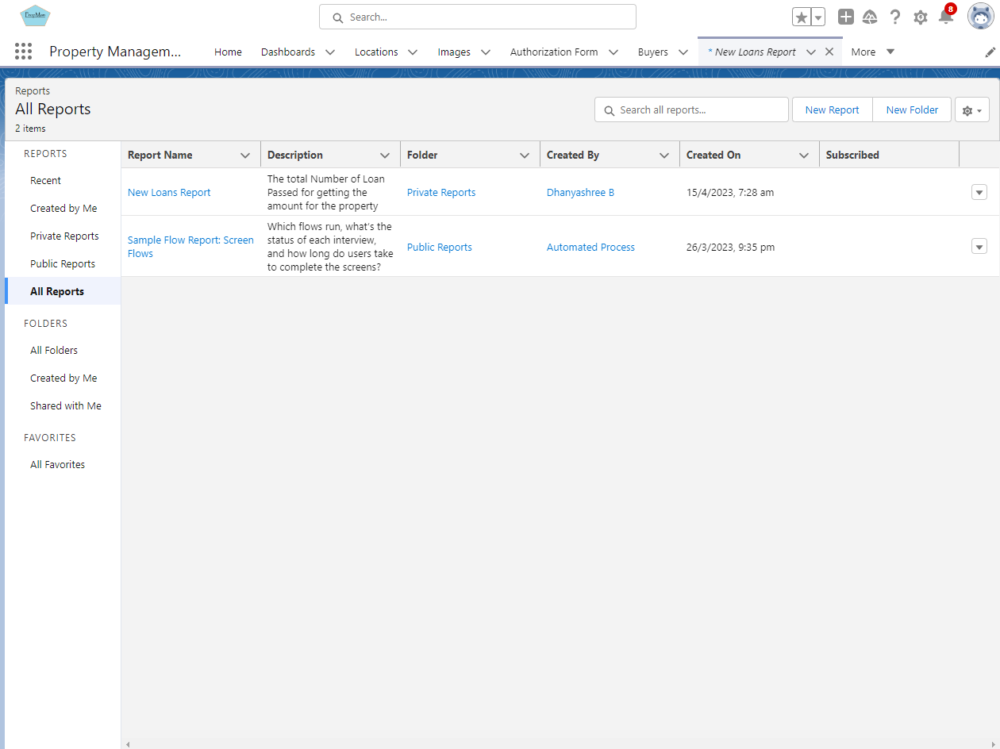 PropMan
Search...
8
Property Managem...
Home
Dashboards
Locations
Images
Authorization Form
Buyers
* New Loans Report
More
Reports
All Reports
2 items
Search all reports...
New Report
New Folder
REPORTS
Recent
Created by Me
Private Reports
Public Reports
All Reports
FOLDERS
All Folders
Created by Me
Shared with Me
FAVORITES
All Favorites
Report Name
Description
Folder
Created By
Created On
Subscribed
New Loans Report
The total Number of Loan
Passed for getting the
amount for the property
Private Reports
Dhanyashree B
15/4/2023, 7:28 am
Sample Flow Report: Screen
Flows
Which flows run, what's the
status of each interview,
and how long do users take
to complete the screens?
Public Reports
Automated Process
26/3/2023, 9:35 pm